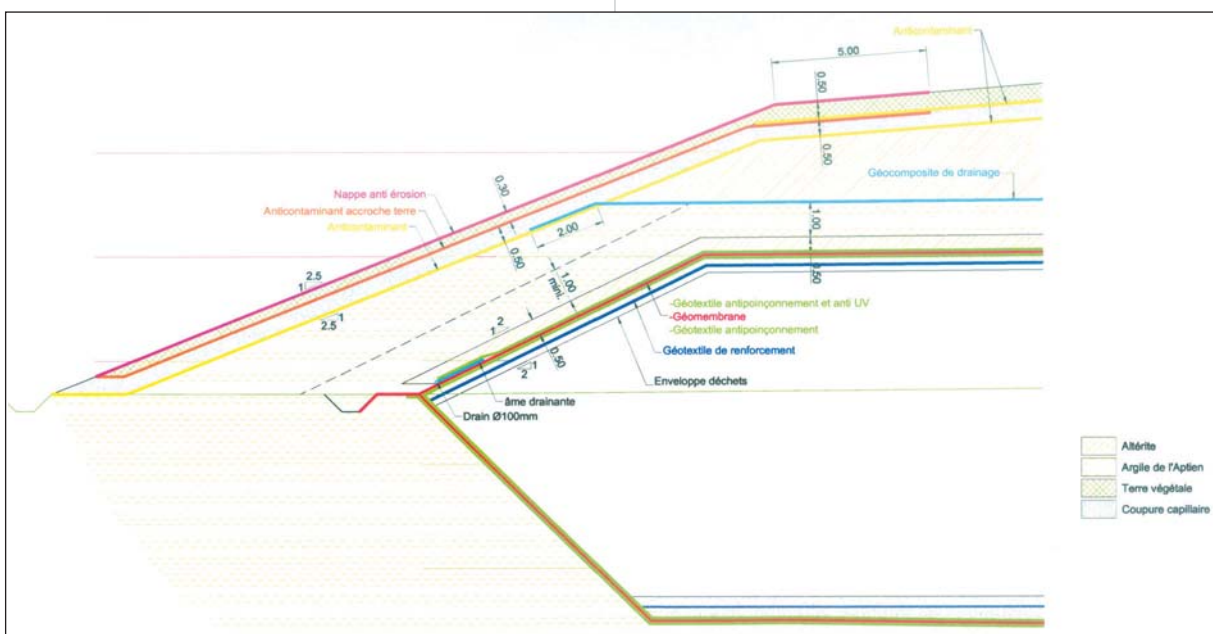 Anticontaminant
5.00
0.50
0.50
Géocomposite de drainage
Nappe anti érosion
0.30
Anticontaminant accroche terre
Anticontaminant
2.00
1.00
0.50
0.50
1.00
mini.
2.5
1
2.5
1
-Géotextile antipoinçonnement et anti UV
-Géomembrane
-Géotextile antipoinçonnement
2
1
Géotextile de renforcement
0.50
2
1
Enveloppe déchets
âme drainante
Drain Ø100mm
Altérite
Argile de l'Aptien
Terre végétale
Coupure capillaire